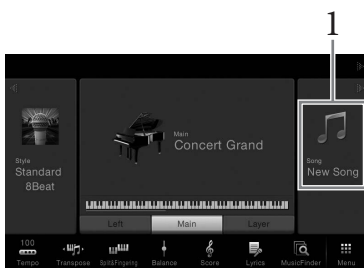 1
Style
Standard
8Beat
Main
Concert Grand
Song
New Song
Left Main Layer
100
Tempo Transpose Split&Fingering Balance Score Lyrics MusicFinder Menu